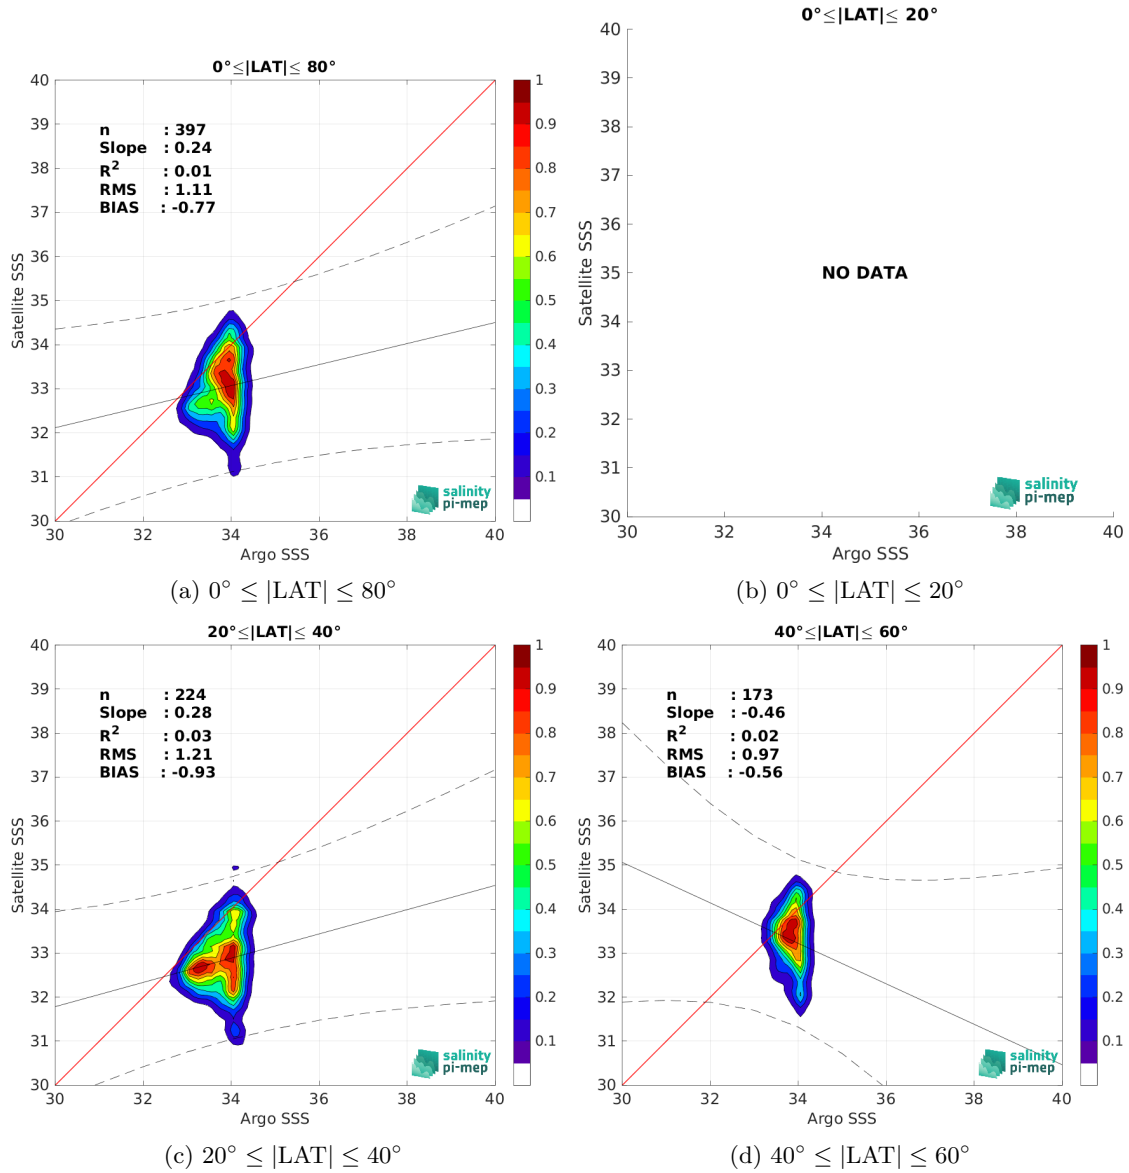 0°≤|LAT|≤ 80°
n : 397
Slope : 0.24
R² : 0.01
RMS : 1.11
BIAS : -0.77
40
39
38
37
36
35
34
33
32
31
30
Satellite SSS
30 32 34 36 38 40
Argo SSS
1
0.9
0.8
0.7
0.6
0.5
0.4
0.3
0.2
0.1
salinity
pi-mep
(a) 0° ≤ |LAT| ≤ 80°
0°≤|LAT|≤ 20°
40
39
38
37
36
35
34
33
32
31
30
Satellite SSS
NO DATA
30 32 34 36 38 40
Argo SSS
salinity
pi-mep
(b) 0° ≤ |LAT| ≤ 20°
20°≤|LAT|≤ 40°
n : 224
Slope : 0.28
R² : 0.03
RMS : 1.21
BIAS : -0.93
40
39
38
37
36
35
34
33
32
31
30
Satellite SSS
30 32 34 36 38 40
Argo SSS
1
0.9
0.8
0.7
0.6
0.5
0.4
0.3
0.2
0.1
salinity
pi-mep
(c) 20° ≤ |LAT| ≤ 40°
40°≤|LAT|≤ 60°
n : 173
Slope : -0.46
R² : 0.02
RMS : 0.97
BIAS : -0.56
40
39
38
37
36
35
34
33
32
31
30
Satellite SSS
30 32 34 36 38 40
Argo SSS
1
0.9
0.8
0.7
0.6
0.5
0.4
0.3
0.2
0.1
salinity
pi-mep
(d) 40° ≤ |LAT| ≤ 60°